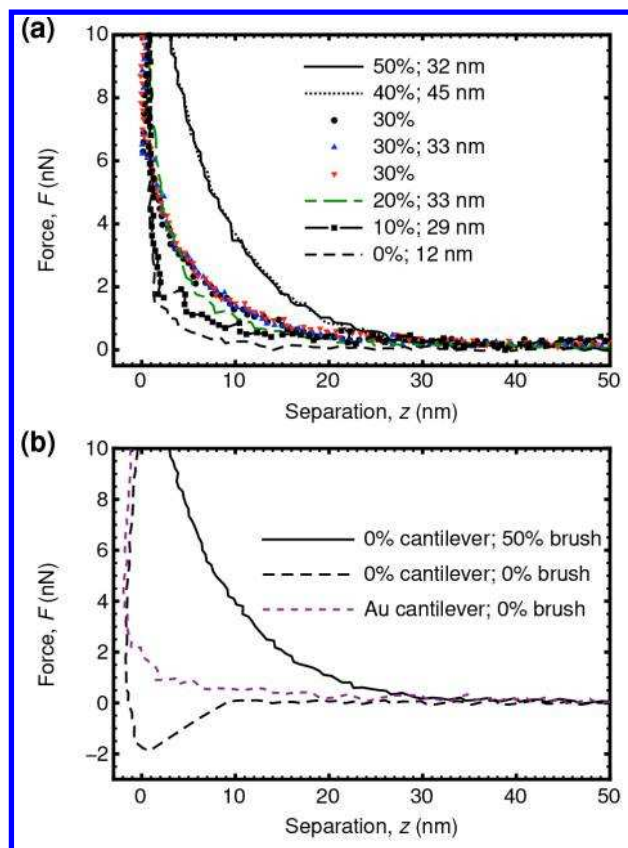 (a)
10
8
6
4
2
0
Force, F (nN)
50%; 32 nm
40%; 45 nm
30%
30%; 33 nm
30%
20%; 33 nm
10%; 29 nm
0%; 12 nm
0 10 20 30 40 50
Separation, z (nm)
(b)
10
8
6
4
2
0
−2
Force, F (nN)
0% cantilever; 50% brush
0% cantilever; 0% brush
Au cantilever; 0% brush
0 10 20 30 40 50
Separation, z (nm)